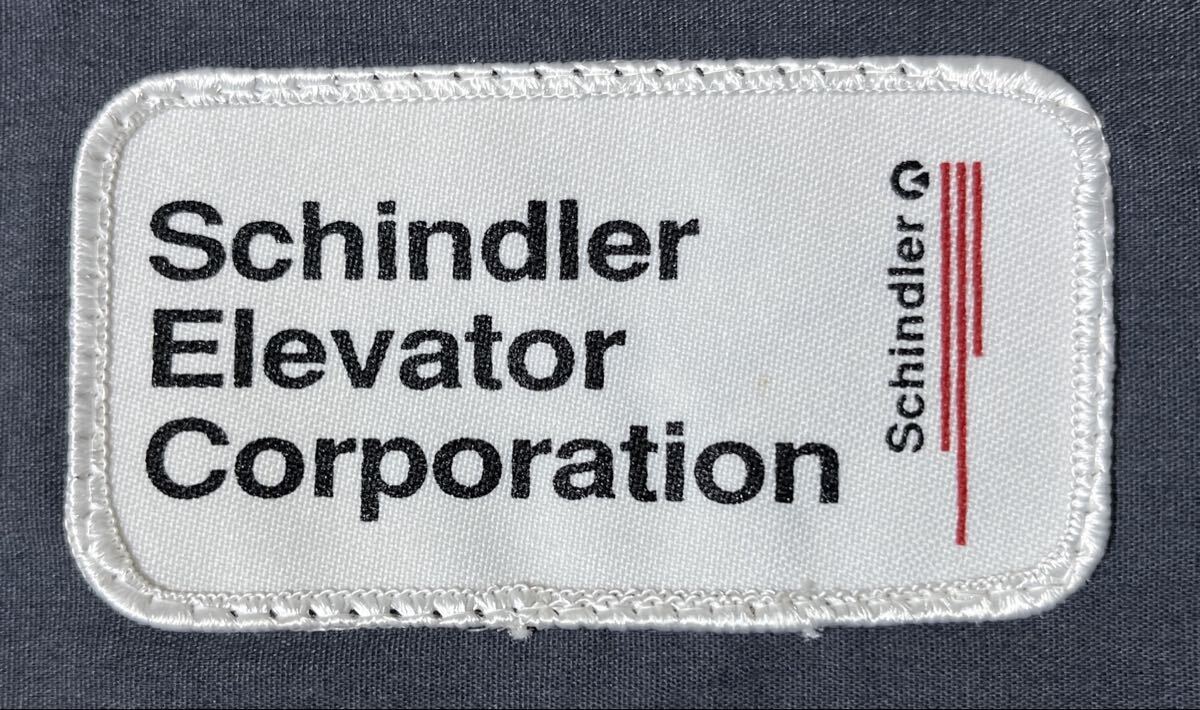 Schindler
Elevator
Corporation
Schindler